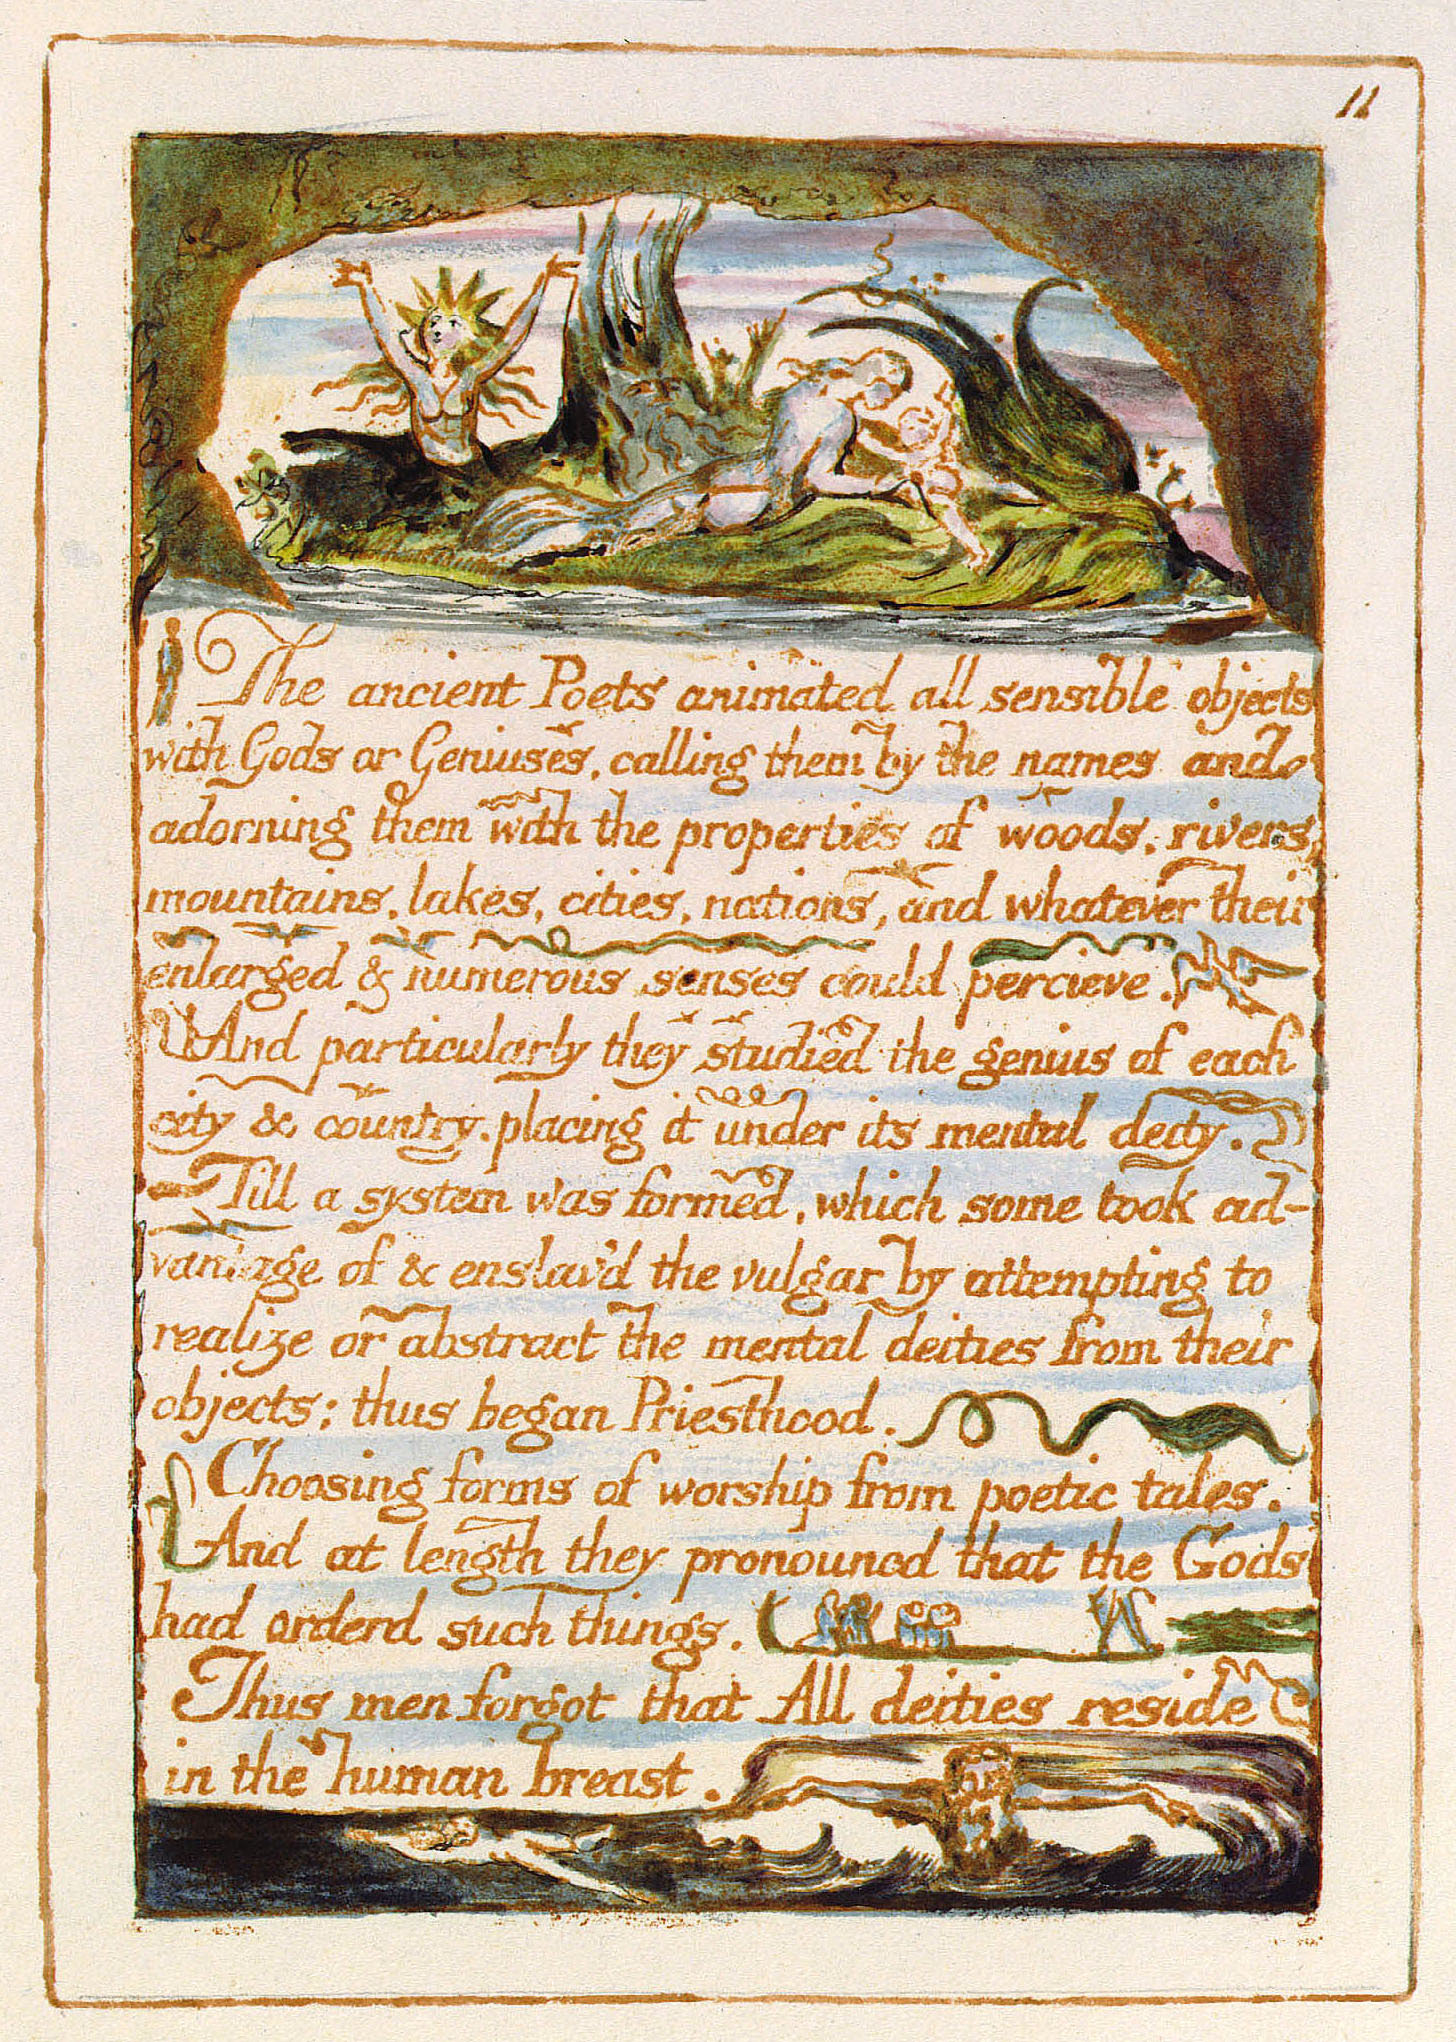 11
The ancient Poets animated all sensible objects
with Gods or Geniuses, calling them by the names and
adorning them with the properties of woods, rivers,
mountains, lakes, cities, nations, and whatever their
enlarged & numerous senses could percieve.
And particularly they studied the genius of each
city & country. placing it under its mental deity.
Till a system was formed, which some took ad-
vantage of & enslav'd the vulgar by attempting to
realize or abstract the mental deities from their
objects; thus began Priesthood.
Choosing forms of worship from poetic tales.
And at length they pronouncd that the Gods
had orderd such things.
Thus men forgot that All deities reside
in the human breast.